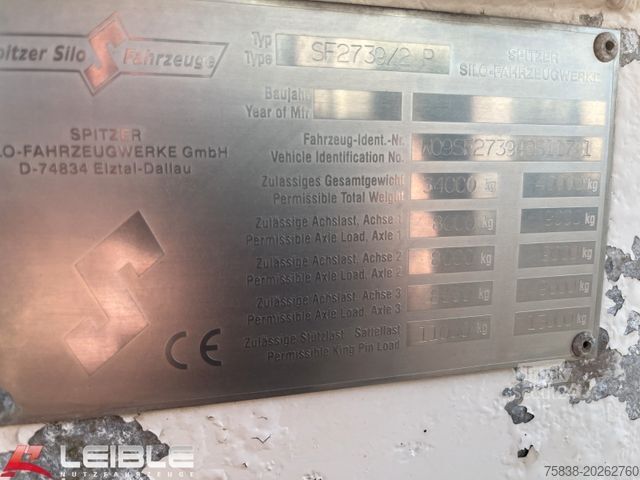 Spitzer Silo Fahrzeuge
SPITZER
SILO-FAHRZEUGWERKE GmbH
D-74834 Elztal-Dallau
CE
Typ
Type SF2739/2 P
SPITZER
SILO-FAHRZEUGWERKE
Baujahr
Year of Mfr
Fahrzeug-Ident.-Nr.
Vehicle Identification No.
Zulässiges Gesamtgewicht
Permissible Total Weight 34000 kg kg
Zulässige Achslast, Achse 1
Permissible Axle Load, Axle 1 8000 kg 9000 kg
Zulässige Achslast, Achse 2
Permissible Axle Load, Axle 2 8000 kg kg
Zulässige Achslast, Achse 3
Permissible Axle Load, Axle 3 kg kg
Zulässige Stützlast Sattellast
Permissible King Pin Load kg kg
LEIBLE
NUTZFAHRZEUGE
75838-20262760